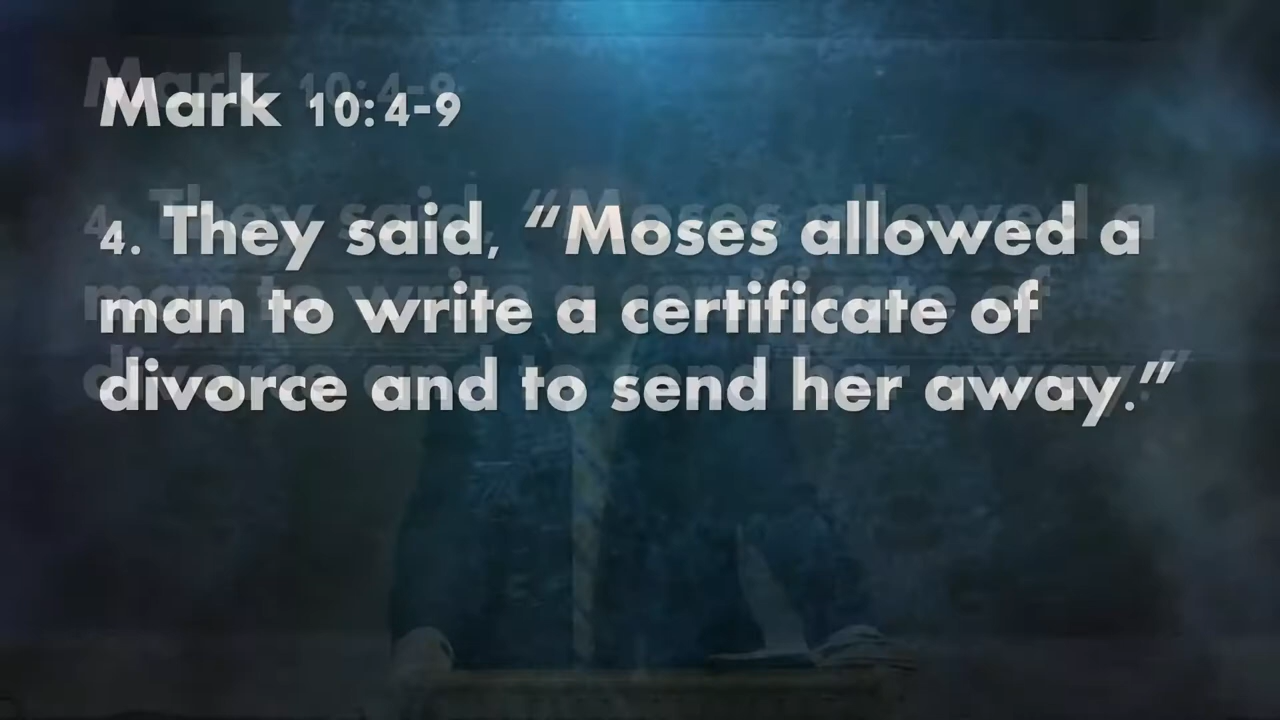 Mark 10:4-9
4. They said, “Moses allowed a
man to write a certificate of
divorce and to send her away.”